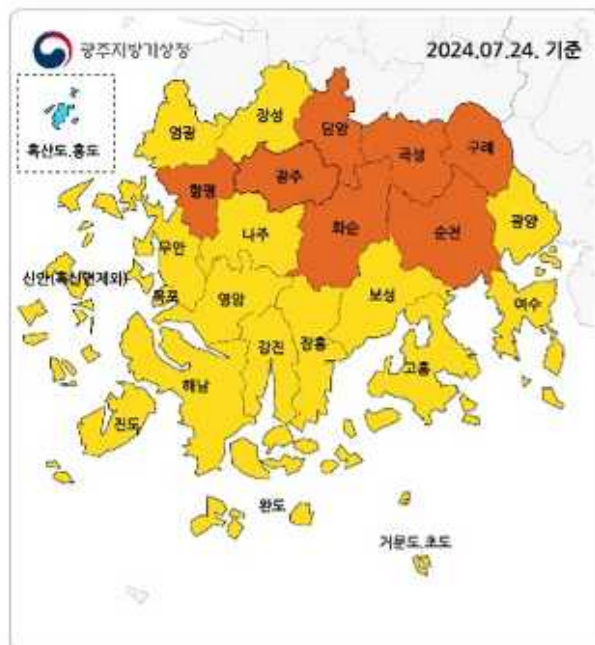 광주지방기상청
2024.07.24. 기준
흑산도.홍도
영광
장성
담양
곡성
구례
함평
광주
화순
순천
광양
무안
나주
신안(흑산면제외)
목포
영암
보성
여수
강진
장흥
고흥
해남
진도
완도
거문도.초도